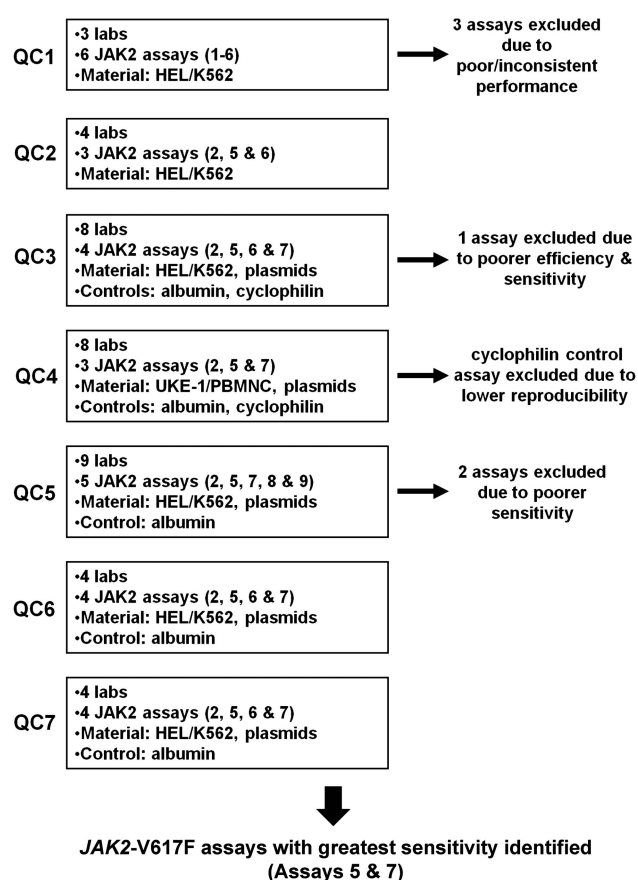 QC1
•3 labs
•6 JAK2 assays (1-6)
•Material: HEL/K562
3 assays excluded
due to
poor/inconsistent
performance
QC2
•4 labs
•3 JAK2 assays (2, 5 & 6)
•Material: HEL/K562
QC3
•8 labs
•4 JAK2 assays (2, 5, 6 & 7)
•Material: HEL/K562, plasmids
•Controls: albumin, cyclophilin
1 assay excluded due
to poorer efficiency &
sensitivity
QC4
•8 labs
•3 JAK2 assays (2, 5 & 7)
•Material: UKE-1/PBMNC, plasmids
•Controls: albumin, cyclophilin
cyclophilin control
assay excluded due to
lower reproducibility
QC5
•9 labs
•5 JAK2 assays (2, 5, 7, 8 & 9)
•Material: HEL/K562, plasmids
•Control: albumin
2 assays excluded
due to poorer
sensitivity
QC6
•4 labs
•4 JAK2 assays (2, 5, 6 & 7)
•Material: HEL/K562, plasmids
•Control: albumin
QC7
•4 labs
•4 JAK2 assays (2, 5, 6 & 7)
•Material: HEL/K562, plasmids
•Control: albumin
JAK2-V617F assays with greatest sensitivity identified
(Assays 5 & 7)